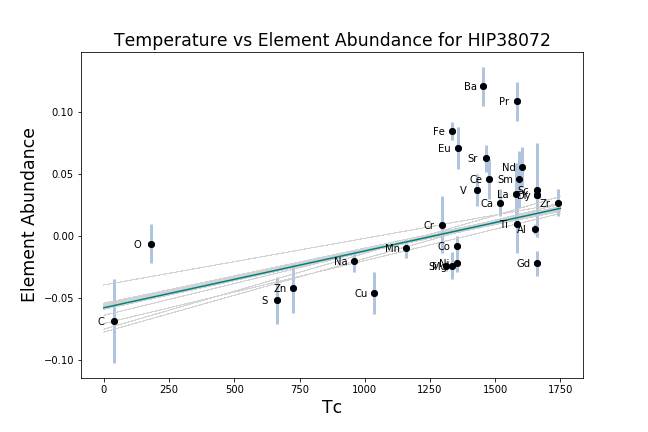 Temperature vs Element Abundance for HIP38072
Element Abundance
0.10
0.05
0.00
−0.05
−0.10
Ba
Pr
Fe
Eu
Sr
Nd
Ce
Sm
V
La
Sc
Dy
Ca
Zr
Cr
Ti
Al
O
Mn
Co
Na
Ni
Gd
Si
Mg
Zn
Cu
S
C
0
250
500
750
1000
1250
1500
1750
Tc